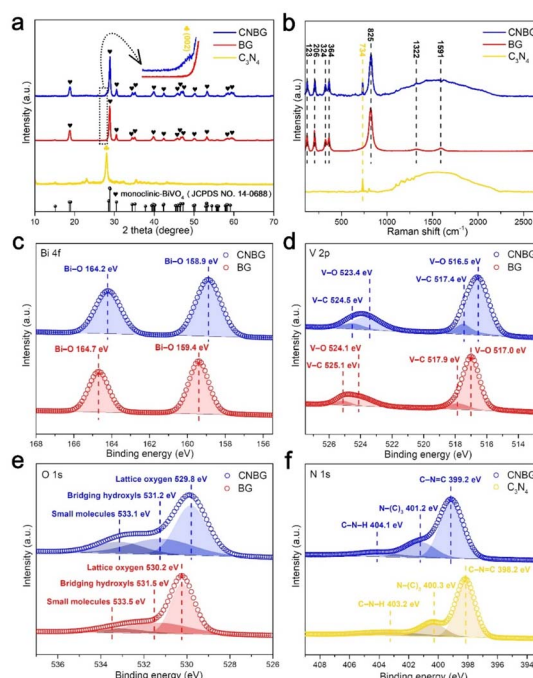 a
CNBG
BG
C₃N₄
(002)
Intensity (a.u.)
monoclinic-BiVO₄ (JCPDS NO. 14-0688)
10 20 30 40 50 60 70
2 theta (degree)
b
123
206
324
364
734
825
1322
1591
CNBG
BG
C₃N₄
Intensity (a.u.)
500 1000 1500 2000 2500
Raman shift (cm⁻¹)
c
Bi 4f
CNBG
BG
Bi–O 164.2 eV
Bi–O 158.9 eV
Bi–O 164.7 eV
Bi–O 159.4 eV
Intensity (a.u.)
168 166 164 162 160 158 156
Binding energy (eV)
d
V 2p
CNBG
BG
V–O 516.5 eV
V–O 523.4 eV
V–C 517.4 eV
V–C 524.5 eV
V–O 524.1 eV
V–O 517.0 eV
V–C 525.1 eV
V–C 517.9 eV
Intensity (a.u.)
526 524 522 520 518 516 514
Binding energy (eV)
e
O 1s
CNBG
BG
Lattice oxygen 529.8 eV
Bridging hydroxyls 531.2 eV
Small molecules 533.1 eV
Lattice oxygen 530.2 eV
Bridging hydroxyls 531.5 eV
Small molecules 533.5 eV
Intensity (a.u.)
536 534 532 530 528 526
Binding energy (eV)
f
N 1s
CNBG
C₃N₄
C–N=C 399.2 eV
N–(C)₃ 401.2 eV
C–N–H 404.1 eV
C–N=C 398.2 eV
N–(C)₃ 400.3 eV
C–N–H 403.2 eV
Intensity (a.u.)
408 406 404 402 400 398 396 394
Binding energy (eV)